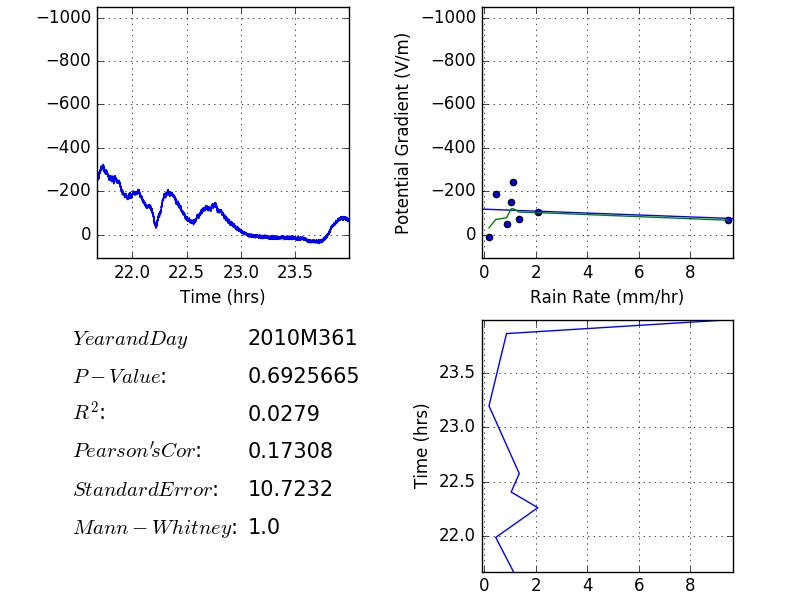 −1000
−800
−600
−400
−200
0
22.0 22.5 23.0 23.5
Time (hrs)
Potential Gradient (V/m)
−1000
−800
−600
−400
−200
0
0 2 4 6 8
Rain Rate (mm/hr)
YearandDay 2010M361
P−Value: 0.6925665
R²: 0.0279
Pearson'sCor: 0.17308
StandardError: 10.7232
Mann−Whitney: 1.0
Time (hrs)
23.5
23.0
22.5
22.0
0 2 4 6 8